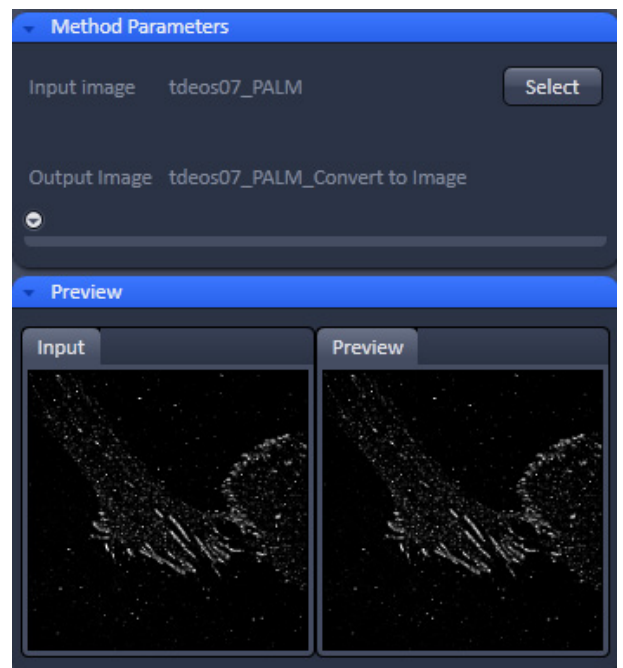 Method Parameters
Input image tdeos07_PALM Select
Output Image tdeos07_PALM_Convert to Image
Preview
Input Preview